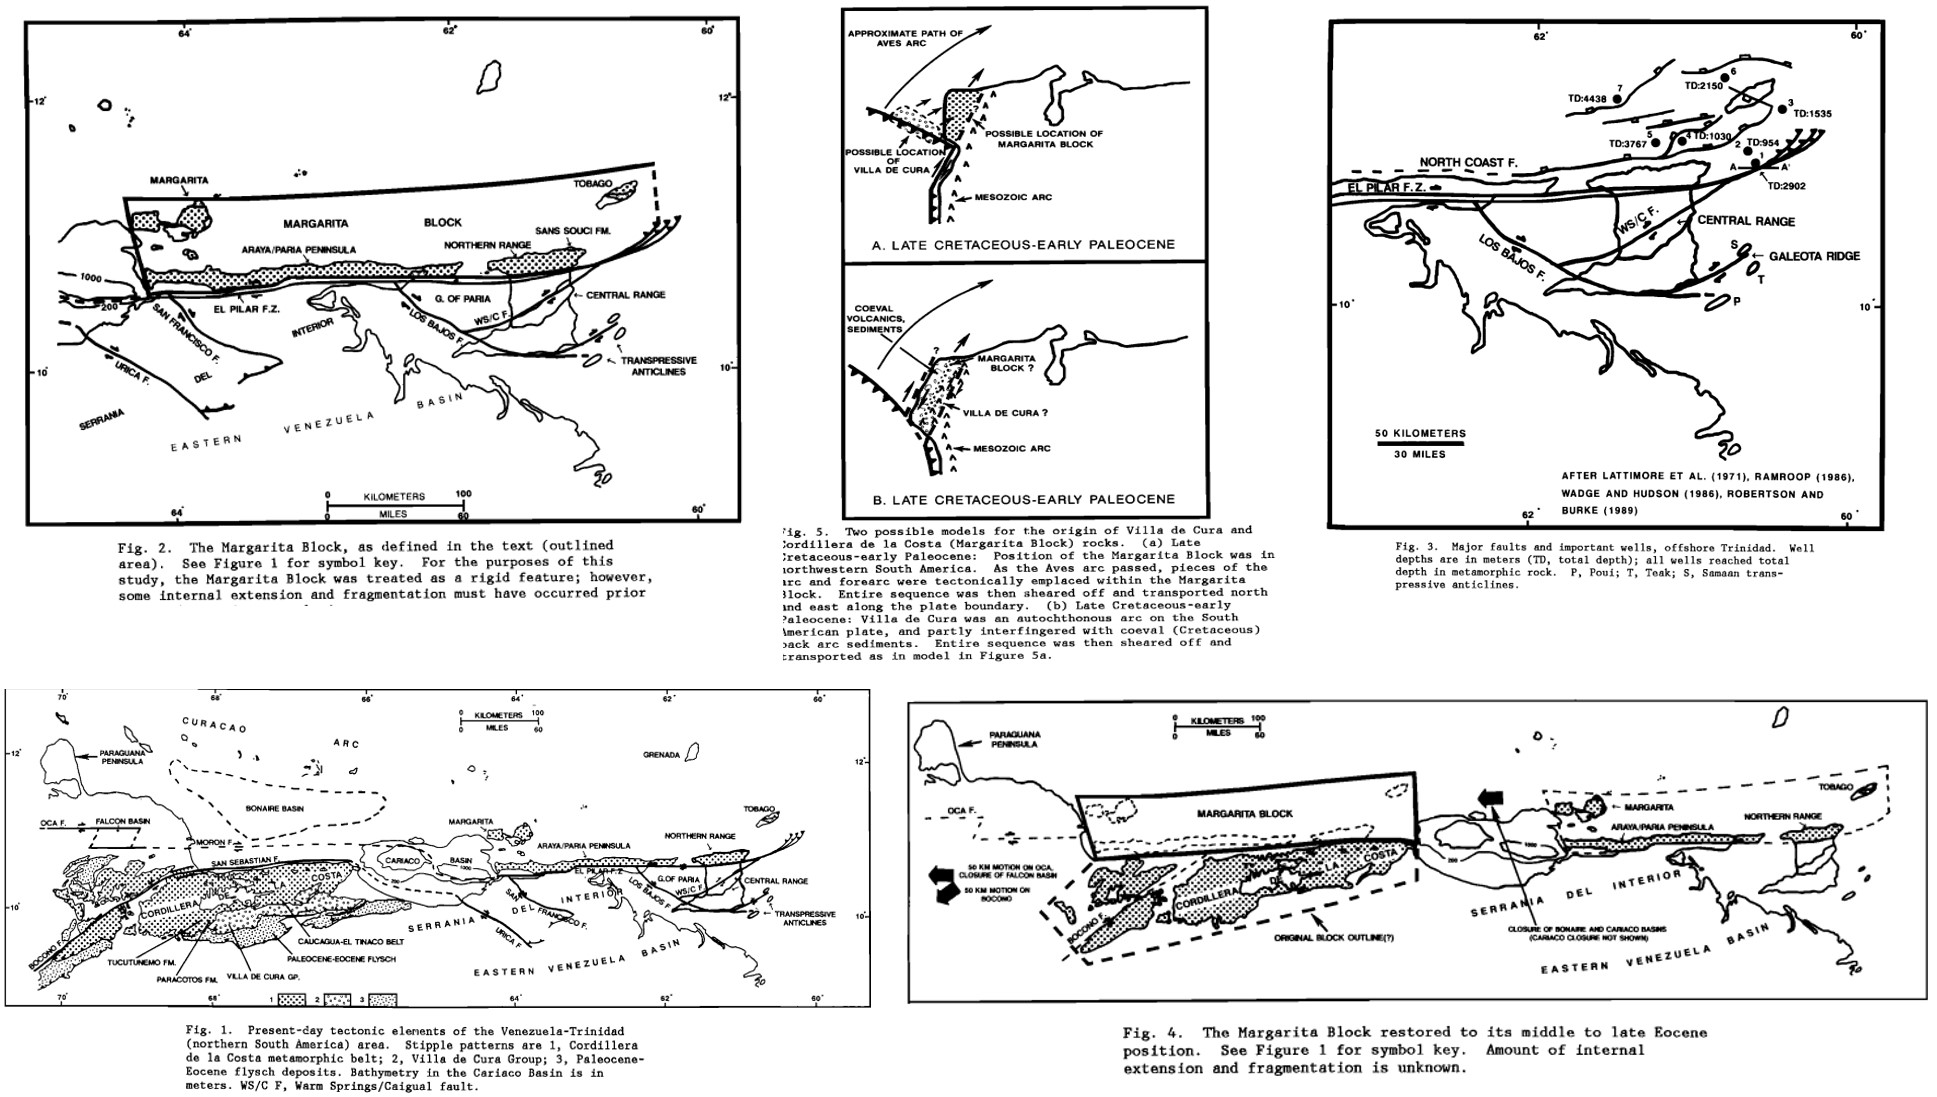 64°
62°
60°
12°
12°
MARGARITA
TOBAGO
MARGARITA BLOCK
SANS SOUCI FM.
NORTHERN RANGE
ARAYA/PARIA PENINSULA
1000
200
G. OF PARIA
CENTRAL RANGE
EL PILAR F.Z.
SAN FRANCISCO F.
INTERIOR
LOS BAJOS F.
WS/C F.
TRANSPRESSIVE
ANTICLINES
10°
10°
URICA F.
DEL
SERRANIA
EASTERN VENEZUELA BASIN
0 KILOMETERS 100
MILES 60
64°
62°
60°
Fig. 2. The Margarita Block, as defined in the text (outlined
area). See Figure 1 for symbol key. For the purposes of this
study, the Margarita Block was treated as a rigid feature; however,
some internal extension and fragmentation must have occurred prior
APPROXIMATE PATH OF
AVES ARC
?
POSSIBLE LOCATION OF
MARGARITA BLOCK
POSSIBLE LOCATION
OF
VILLA DE CURA
MESOZOIC ARC
A. LATE CRETACEOUS-EARLY PALEOCENE
COEVAL
VOLCANICS,
SEDIMENTS
?
MARGARITA
BLOCK ?
VILLA DE CURA ?
MESOZOIC ARC
B. LATE CRETACEOUS-EARLY PALEOCENE
Fig. 5. Two possible models for the origin of Villa de Cura and
Cordillera de la Costa (Margarita Block) rocks. (a) Late
Cretaceous-early Paleocene: Position of the Margarita Block was in
northwestern South America. As the Aves arc passed, pieces of the
arc and forearc were tectonically emplaced within the Margarita
Block. Entire sequence was then sheared off and transported north
and east along the plate boundary. (b) Late Cretaceous-early
Paleocene: Villa de Cura was an autochthonous arc on the South
American plate, and partly interfingered with coeval (Cretaceous)
back arc sediments. Entire sequence was then sheared off and
transported as in model in Figure 5a.
62°
60°
6
TD:2150
7
TD:4438
3
TD:1535
5
TD:3767
4 TD:1030
2 TD:954
1
A A'
TD:2902
NORTH COAST F.
EL PILAR F.Z.
WS/C F.
CENTRAL RANGE
LOS BAJOS F.
S
GALEOTA RIDGE
T
P
10°
10°
50 KILOMETERS
30 MILES
AFTER LATTIMORE ET AL. (1971), RAMROOP (1986),
WADGE AND HUDSON (1986), ROBERTSON AND
BURKE (1989)
62°
60°
Fig. 3. Major faults and important wells, offshore Trinidad. Well
depths are in meters (TD, total depth); all wells reached total
depth in metamorphic rock. P, Poui; T, Teak; S, Samaan trans-
pressive anticlines.
70°
68°
66°
64°
62°
60°
CURACAO ARC
0 KILOMETERS 100
MILES 60
12°
12°
PARAGUANA
PENINSULA
GRENADA
BONAIRE BASIN
OCA F.
FALCON BASIN
MORON F.
MARGARITA
TOBAGO
NORTHERN RANGE
ARAYA/PARIA PENINSULA
SAN SEBASTIAN F.
CARIACO BASIN
1000
200
EL PILAR F.Z.
G.OF PARIA
WS/C F.
CENTRAL RANGE
CORDILLERA DE LA COSTA
LOS BAJOS F.
SAN FRANCISCO F.
SERRANIA DEL INTERIOR
URICA F.
TRANSPRESSIVE
ANTICLINES
10°
10°
BOCONO F.
CAUCAGUA-EL TINACO BELT
PALEOCENE-EOCENE FLYSCH
TUCUTUNEMO FM.
PARACOTOS FM.
VILLA DE CURA GP.
EASTERN VENEZUELA BASIN
1 2 3
70°
68°
64°
62°
60°
Fig. 1. Present-day tectonic elements of the Venezuela-Trinidad
(northern South America) area. Stipple patterns are 1, Cordillera
de la Costa metamorphic belt; 2, Villa de Cura Group; 3, Paleocene-
Eocene flysch deposits. Bathymetry in the Cariaco Basin is in
meters. WS/C F, Warm Springs/Caigual fault.
PARAGUANA
PENINSULA
0 KILOMETERS 100
MILES 60
OCA F.
MARGARITA BLOCK
MARGARITA
TOBAGO
ARAYA/PARIA PENINSULA
NORTHERN RANGE
200
1000
50 KM MOTION ON OCA,
CLOSURE OF FALCON BASIN
50 KM MOTION ON
BOCONO
CORDILLERA DE LA COSTA
BOCONO F.
ORIGINAL BLOCK OUTLINE(?)
SERRANIA DEL INTERIOR
CLOSURE OF BONAIRE AND CARIACO BASINS
(CARIACO CLOSURE NOT SHOWN)
EASTERN VENEZUELA BASIN
Fig. 4. The Margarita Block restored to its middle to late Eocene
position. See Figure 1 for symbol key. Amount of internal
extension and fragmentation is unknown.